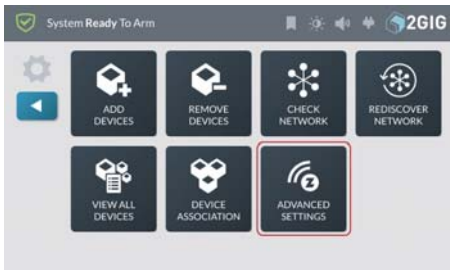 System Ready To Arm
2GIG
ADD
DEVICES
REMOVE
DEVICES
CHECK
NETWORK
REDISCOVER
NETWORK
VIEW ALL
DEVICES
DEVICE
ASSOCIATION
ADVANCED
SETTINGS